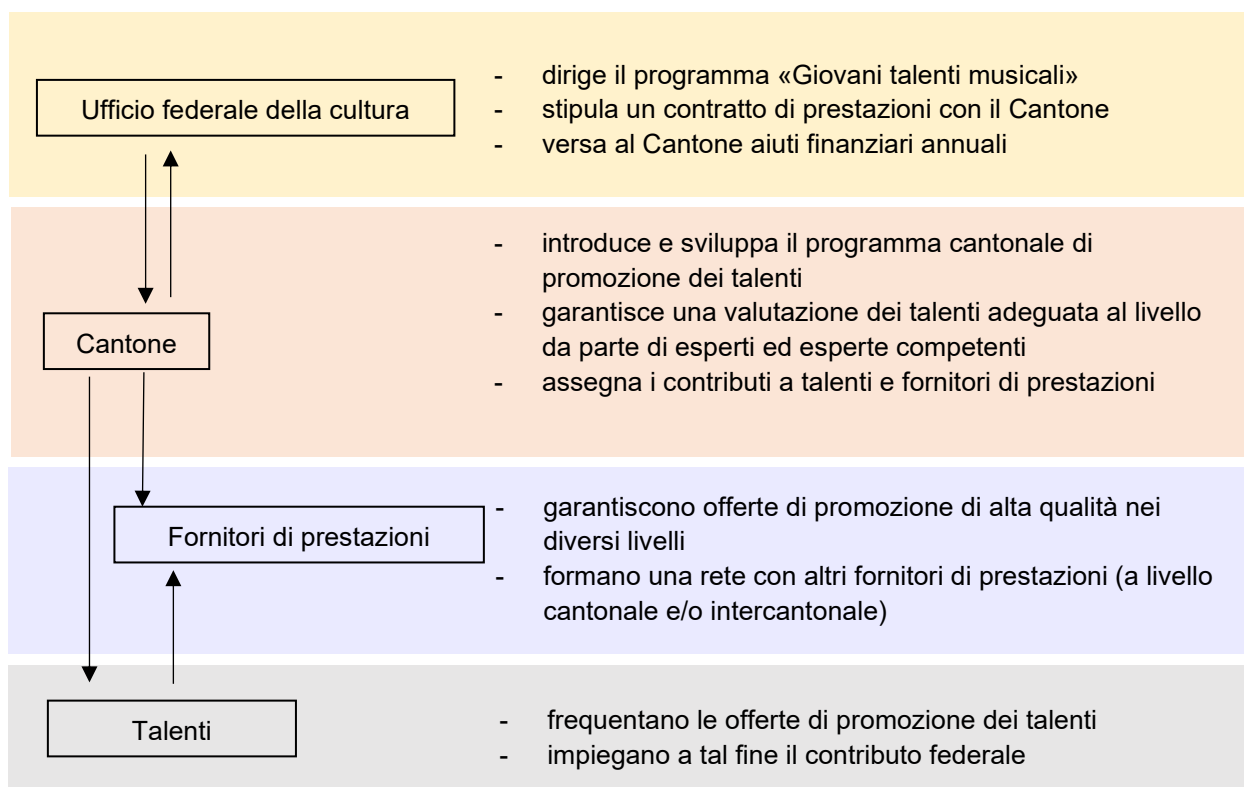 Ufficio federale della cultura
- dirige il programma «Giovani talenti musicali»
- stipula un contratto di prestazioni con il Cantone
- versa al Cantone aiuti finanziari annuali
Cantone
- introduce e sviluppa il programma cantonale di
promozione dei talenti
- garantisce una valutazione dei talenti adeguata al livello
da parte di esperti ed esperte competenti
- assegna i contributi a talenti e fornitori di prestazioni
Fornitori di prestazioni
- garantiscono offerte di promozione di alta qualità nei
diversi livelli
- formano una rete con altri fornitori di prestazioni (a livello
cantonale e/o intercantonale)
Talenti
- frequentano le offerte di promozione dei talenti
- impiegano a tal fine il contributo federale